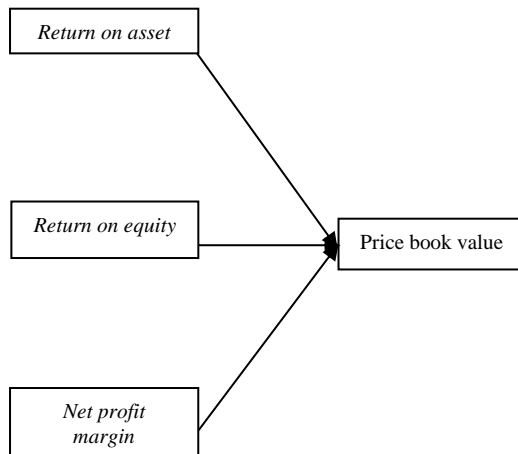 Return on asset
Return on equity
Price book value
Net profit
margin